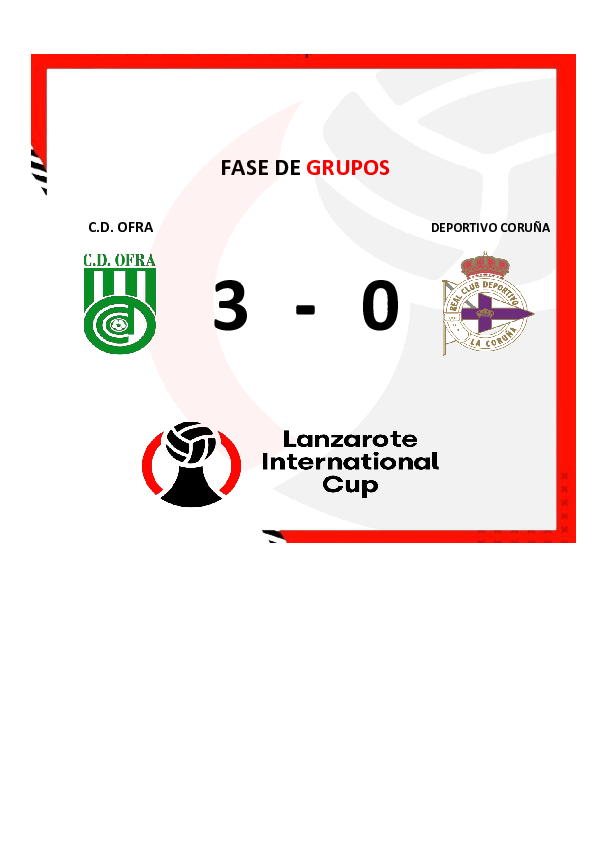 FASE DE GRUPOS
C.D. OFRA
DEPORTIVO CORUÑA
C.D. OFRA
3 - 0
REAL CLUB DEPORTIVO
LA CORUÑA
Lanzarote
International
Cup